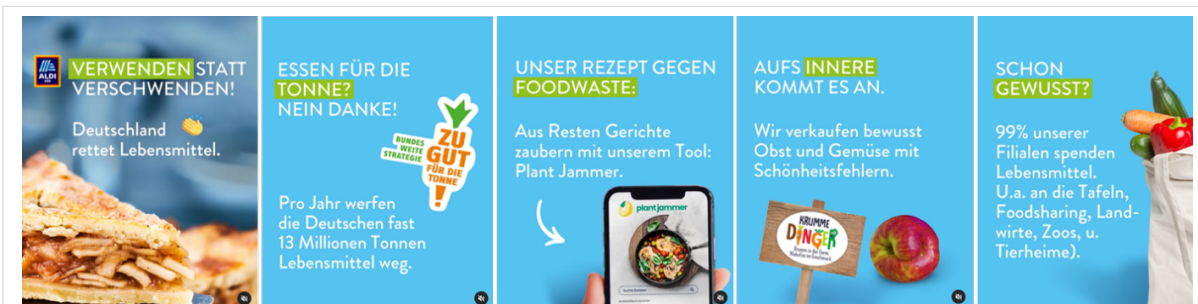 ALDI
SÜD
VERWENDEN STATT
VERSCHWENDEN!
Deutschland
rettet Lebensmittel.
ESSEN FÜR DIE
TONNE?
NEIN DANKE!
BUNDES
WEITE
STRATEGIE
ZU
GUT
FÜR DIE
TONNE
!
Pro Jahr werfen
die Deutschen fast
13 Millionen Tonnen
Lebensmittel weg.
UNSER REZEPT GEGEN
FOODWASTE:
Aus Resten Gerichte
zaubern mit unserem Tool:
Plant Jammer.
plantjammer
AUFS INNERE
KOMMT ES AN.
Wir verkaufen bewusst
Obst und Gemüse mit
Schönheitsfehlern.
KRUMME
DINGER
SCHON
GEWUSST?
99% unserer
Filialen spenden
Lebensmittel.
U.a. an die Tafeln,
Foodsharing, Land-
wirte, Zoos, u.
Tierheime).